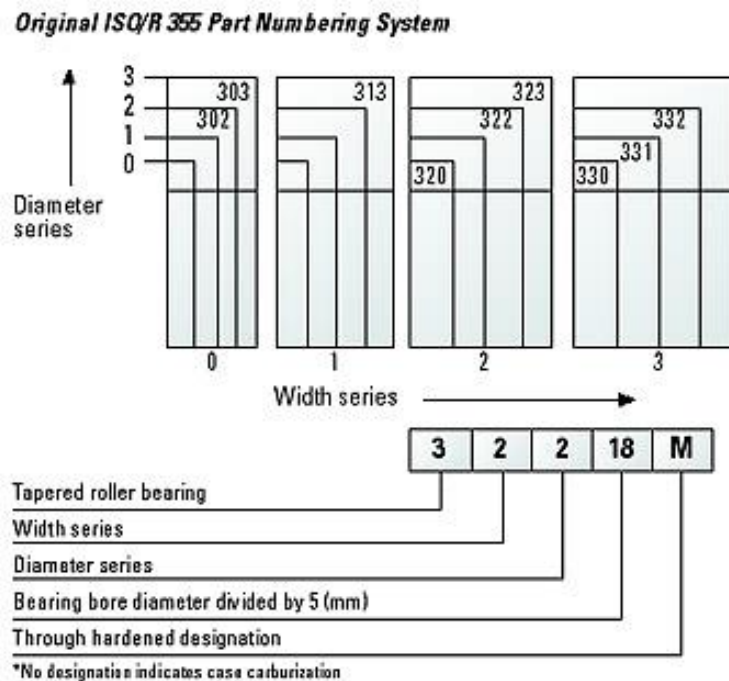 Original ISO/R 355 Part Numbering System
3 303 313 323
2 302 322 332
1 331
0 320 330
Diameter
series
0 1 2 3
Width series
3 2 2 18 M
Tapered roller bearing
Width series
Diameter series
Bearing bore diameter divided by 5 (mm)
Through hardened designation
*No designation indicates case carburization